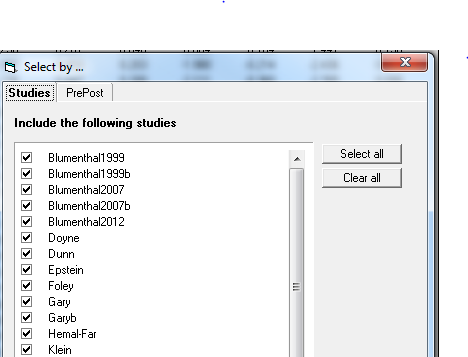 Select by ...
Studies PrePost
Include the following studies
Select all
Clear all
Blumenthal1999
Blumenthal1999b
Blumenthal2007
Blumenthal2007b
Blumenthal2012
Doyne
Dunn
Epstein
Foley
Gary
Garyb
Hemal-Far
Klein